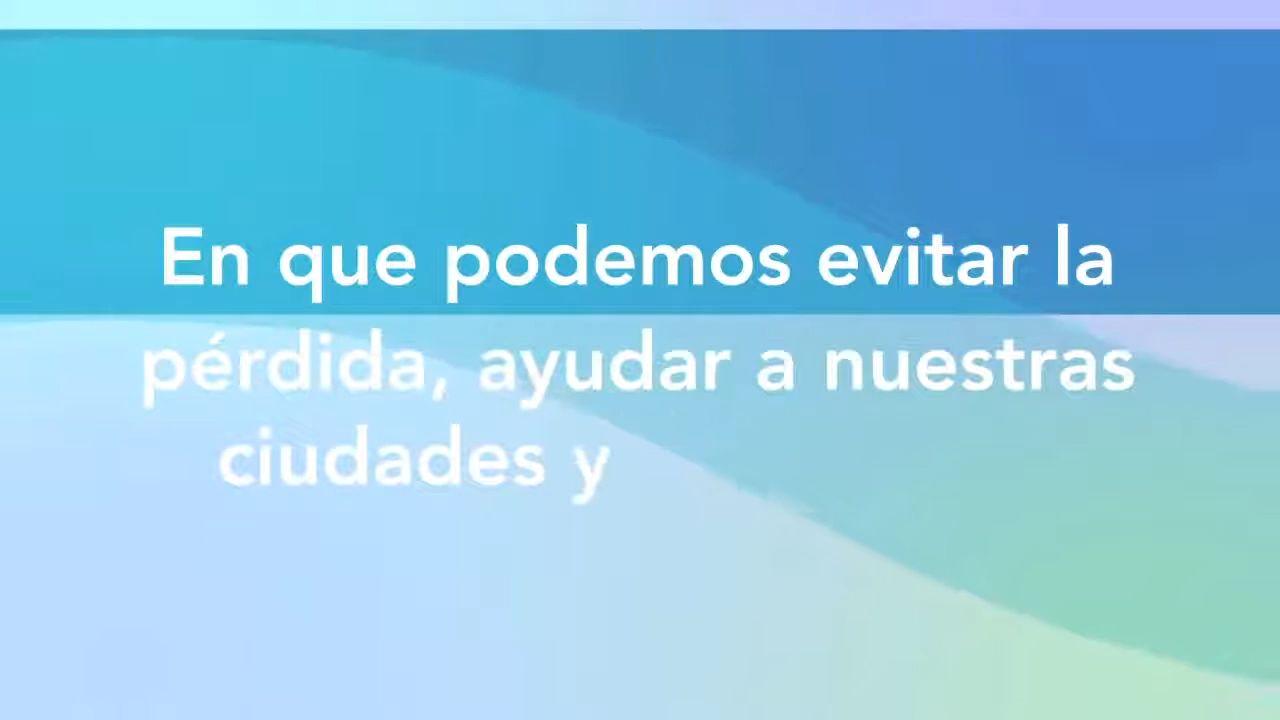 En que podemos evitar la
pérdida, ayudar a nuestras
ciudades y